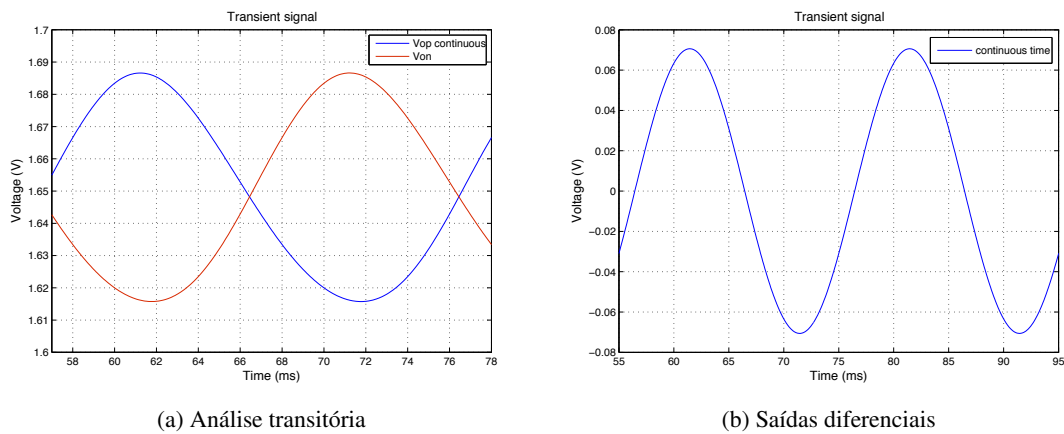 Transient signal
Vop continuous
Von
1.7
1.69
1.68
1.67
1.66
1.65
1.64
1.63
1.62
1.61
1.6
Voltage (V)
58 60 62 64 66 68 70 72 74 76 78
Time (ms)
(a) Análise transitória
Transient signal
continuous time
0.08
0.06
0.04
0.02
0
−0.02
−0.04
−0.06
−0.08
Voltage (V)
55 60 65 70 75 80 85 90 95
Time (ms)
(b) Saídas diferenciais